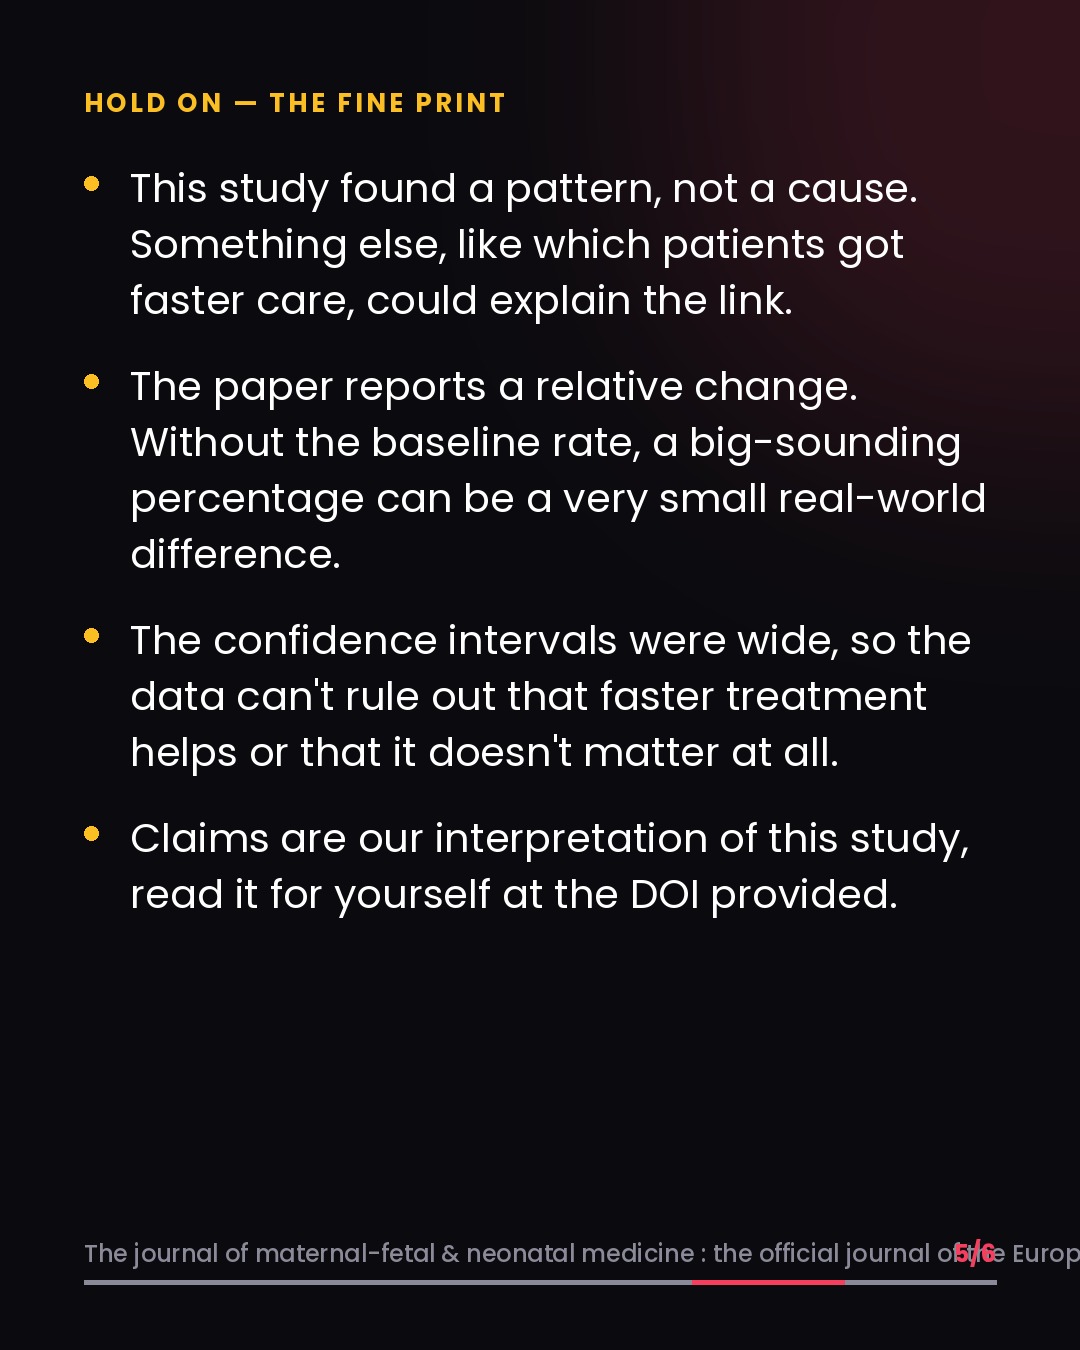 HOLD ON — THE FINE PRINT
This study found a pattern, not a cause.
Something else, like which patients got
faster care, could explain the link.
The paper reports a relative change.
Without the baseline rate, a big-sounding
percentage can be a very small real-world
difference.
The confidence intervals were wide, so the
data can't rule out that faster treatment
helps or that it doesn't matter at all.
Claims are our interpretation of this study,
read it for yourself at the DOI provided.
The journal of maternal-fetal & neonatal medicine : the official journal of the Europ
5/6